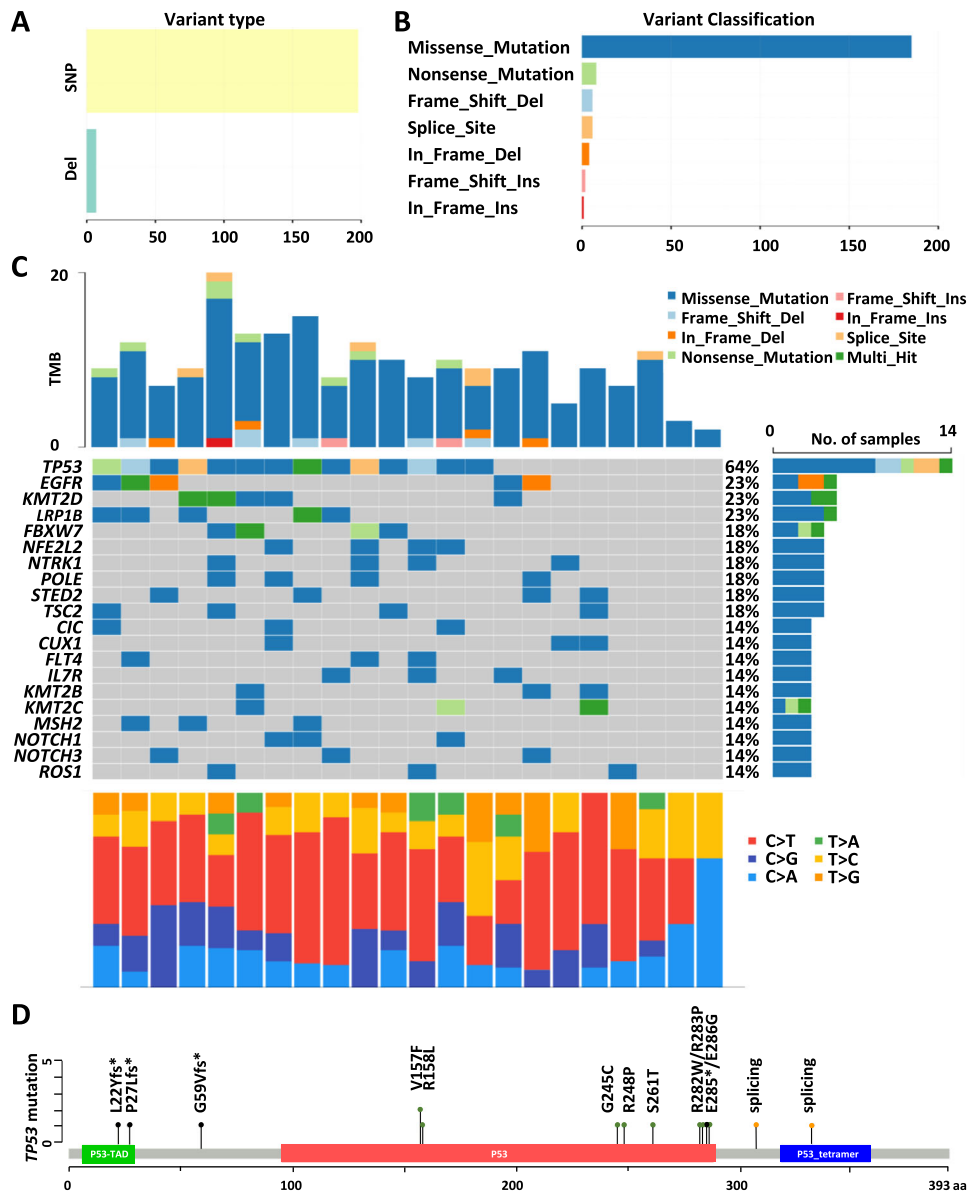 A
Variant type
SNP
Del
0 50 100 150 200
B
Variant Classification
Missense_Mutation
Nonsense_Mutation
Frame_Shift_Del
Splice_Site
In_Frame_Del
Frame_Shift_Ins
In_Frame_Ins
0 50 100 150 200
C
TMB
20
0
Missense_Mutation
Frame_Shift_Del
In_Frame_Del
Nonsense_Mutation
Frame_Shift_Ins
In_Frame_Ins
Splice_Site
Multi_Hit
0 14
No. of samples
TP53 64%
EGFR 23%
KMT2D 23%
LRP1B 23%
FBXW7 18%
NFE2L2 18%
NTRK1 18%
POLE 18%
STED2 18%
TSC2 18%
CIC 14%
CUX1 14%
FLT4 14%
IL7R 14%
KMT2B 14%
KMT2C 14%
MSH2 14%
NOTCH1 14%
NOTCH3 14%
ROS1 14%
C>T
C>G
C>A
T>A
T>C
T>G
D
TP53 mutation
5
0
L22Yfs*
P27Lfs*
G59Vfs*
V157F
R158L
G245C
R248P
S261T
R282W/R283P
E285*/E286G
splicing
splicing
P53-TAD
P53
P53_tetramer
0 100 200 300 393 aa